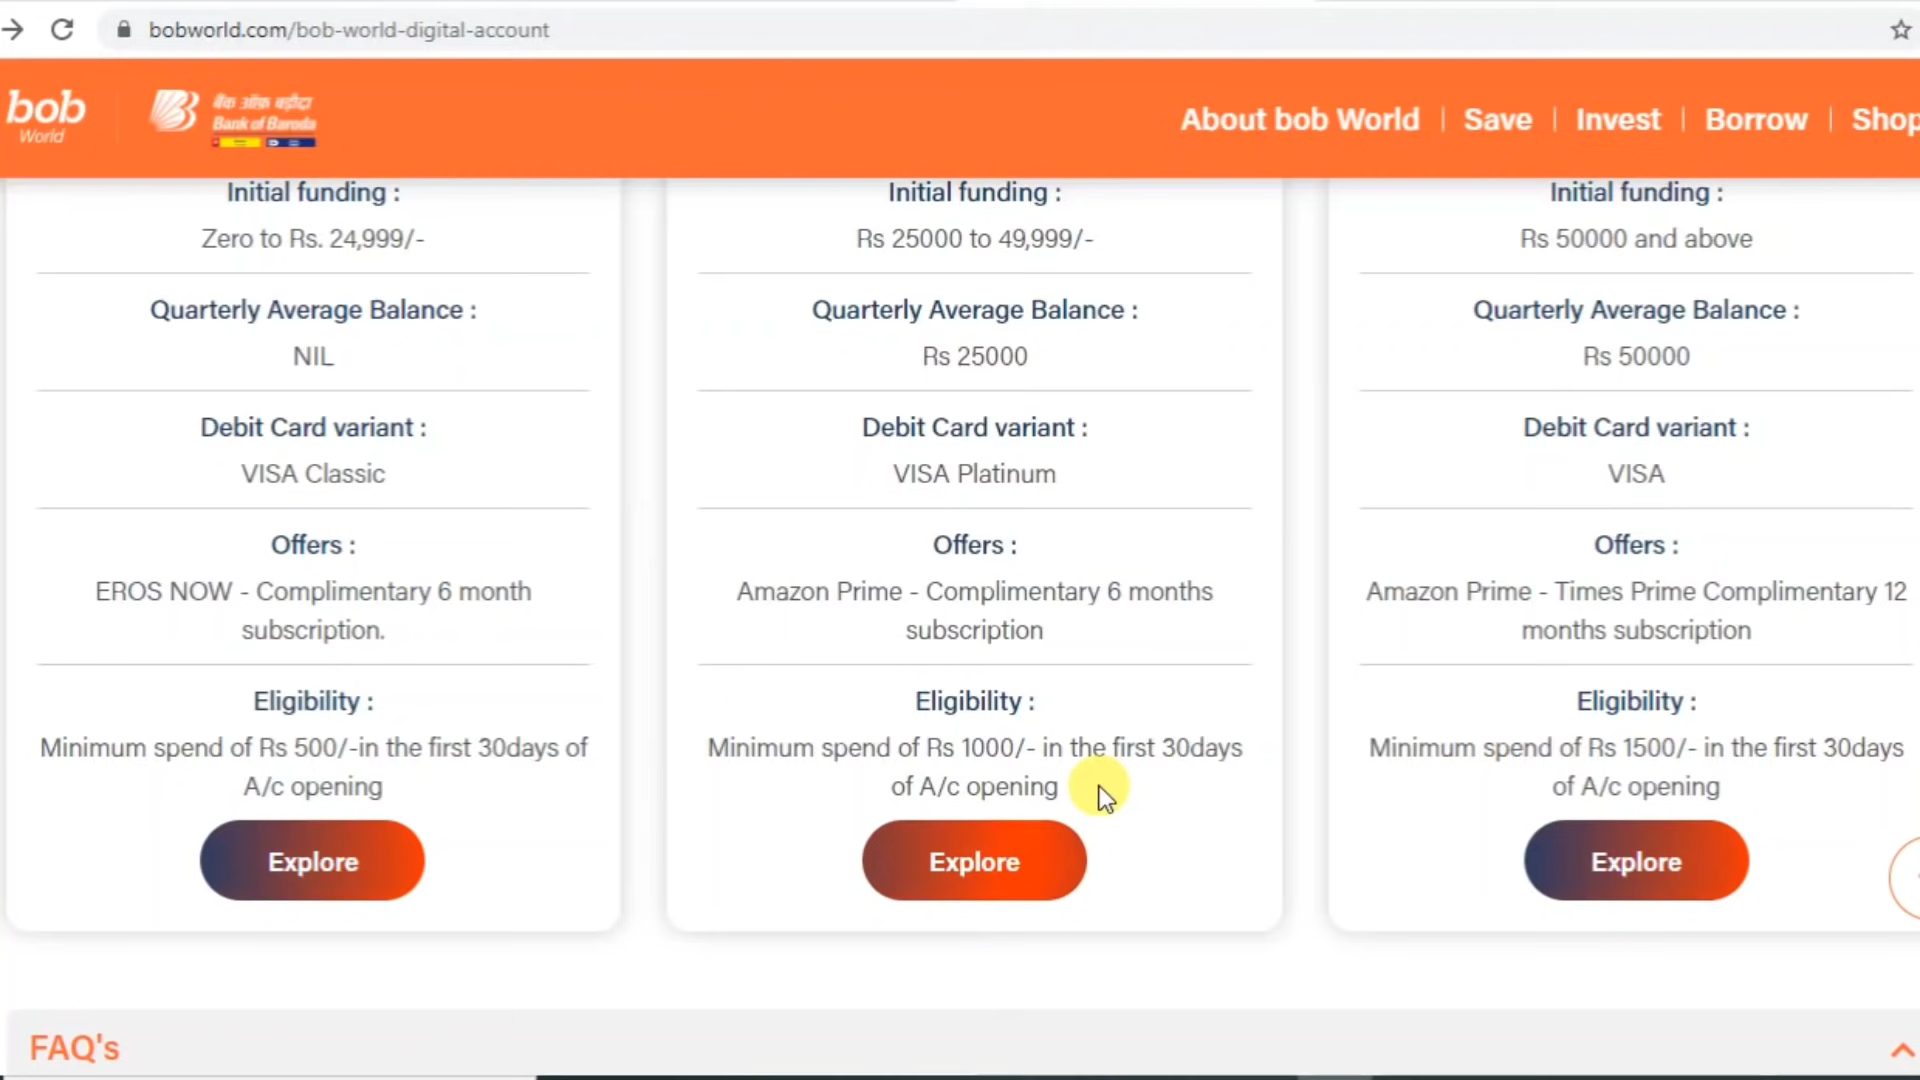 bobworld.com/bob-world-digital-account
bob
World
बैंक ऑफ़ बड़ौदा
Bank of Baroda
About bob World
Save
Invest
Borrow
Shop
Initial funding :
Zero to Rs. 24,999/-
Quarterly Average Balance :
NIL
Debit Card variant :
VISA Classic
Offers :
EROS NOW - Complimentary 6 month
subscription.
Eligibility :
Minimum spend of Rs 500/-in the first 30days of
A/c opening
Explore
Initial funding :
Rs 25000 to 49,999/-
Quarterly Average Balance :
Rs 25000
Debit Card variant :
VISA Platinum
Offers :
Amazon Prime - Complimentary 6 months
subscription
Eligibility :
Minimum spend of Rs 1000/- in the first 30days
of A/c opening
Explore
Initial funding :
Rs 50000 and above
Quarterly Average Balance :
Rs 50000
Debit Card variant :
VISA
Offers :
Amazon Prime - Times Prime Complimentary 12
months subscription
Eligibility :
Minimum spend of Rs 1500/- in the first 30days
of A/c opening
Explore
FAQ's